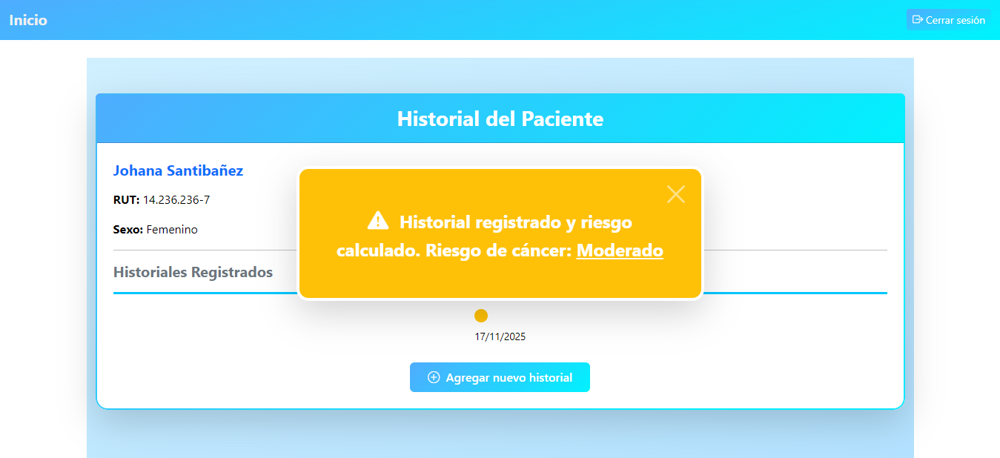 Inicio
Cerrar sesión
Historial del Paciente
Johana Santibañez
RUT: 14.236.236-7
Sexo: Femenino
Historial registrado y riesgo
calculado. Riesgo de cáncer: Moderado
Historiales Registrados
17/11/2025
Agregar nuevo historial